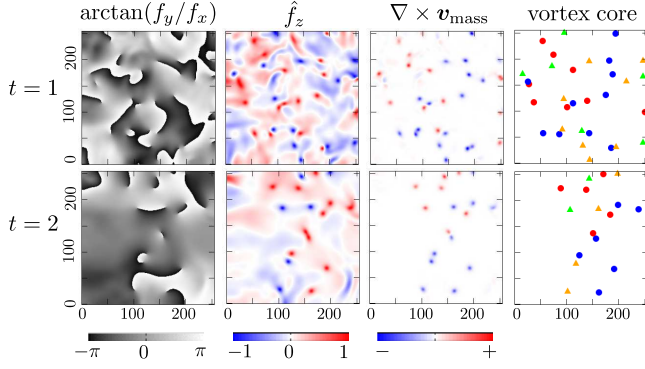 arctan(f_y/f_x) f̂_z ∇ × v_mass vortex core
t = 1
200
100
0
t = 2
200
100
0
0 100 200 0 100 200 0 100 200 0 100 200
−π 0 π −1 0 1 − +